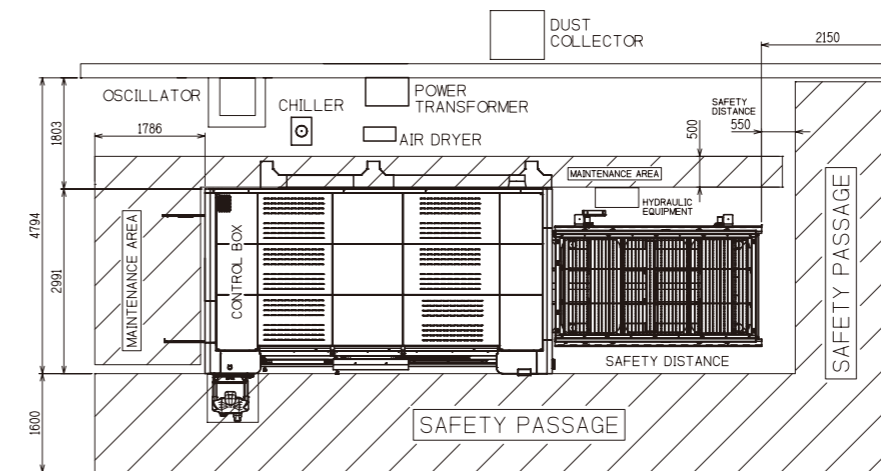 DUST
COLLECTOR
2150
OSCILLATOR
POWER
TRANSFORMER
CHILLER
AIR DRYER
SAFETY
DISTANCE
550
500
1803
1786
MAINTENANCE AREA
HYDRAULIC
EQUIPMENT
4794
2991
MAINTENANCE AREA
CONTROL BOX
SAFETY PASSAGE
SAFETY DISTANCE
1600
SAFETY PASSAGE